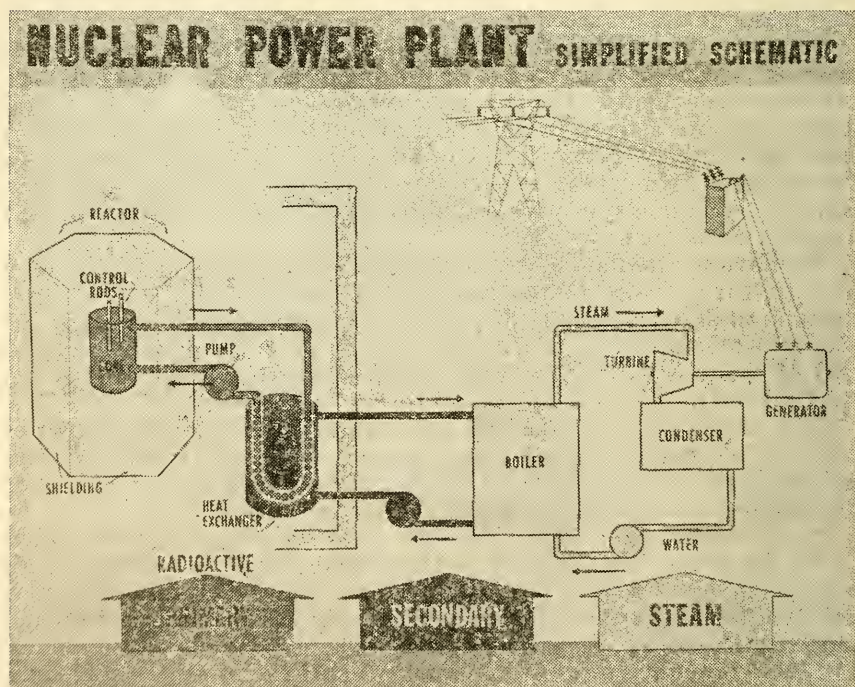 NUCLEAR POWER PLANT SIMPLIFIED SCHEMATIC
REACTOR
CONTROL
RODS
CORE
PUMP
SHIELDING
HEAT
EXCHANGER
STEAM
TURBINE
GENERATOR
BOILER
CONDENSER
WATER
RADIOACTIVE
PRIMARY
SECONDARY
STEAM